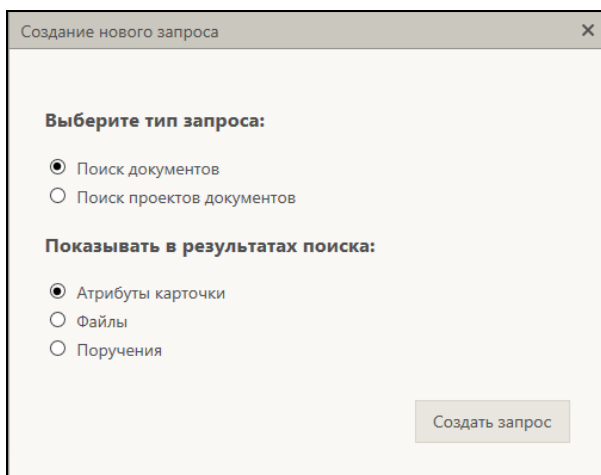 Создание нового запроса
Выберите тип запроса:
Поиск документов
Поиск проектов документов
Показывать в результатах поиска:
Атрибуты карточки
Файлы
Поручения
Создать запрос